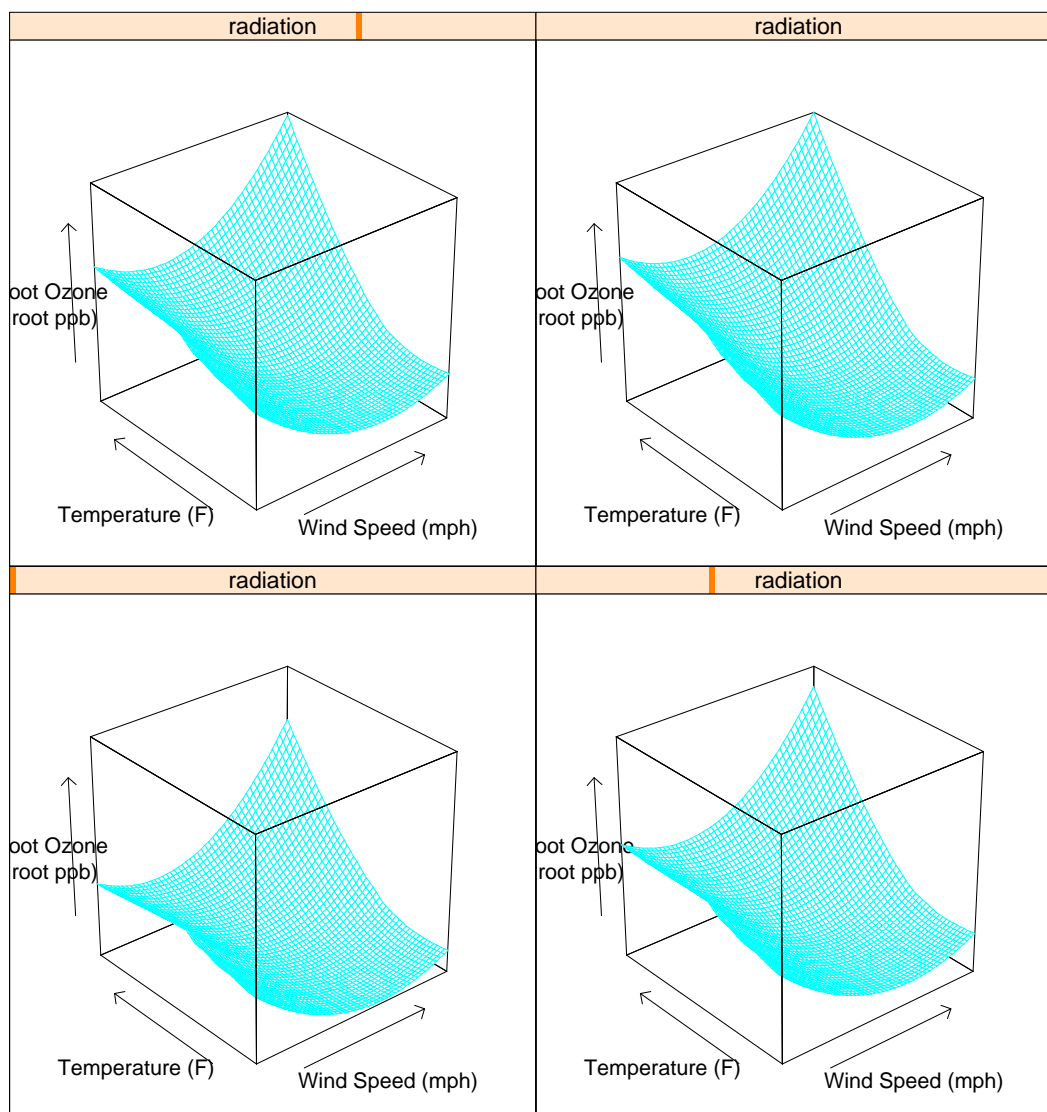 radiation
radiation
oot Ozone
root ppb)
Temperature (F)
Wind Speed (mph)
oot Ozone
root ppb)
Temperature (F)
Wind Speed (mph)
radiation
radiation
oot Ozone
root ppb)
Temperature (F)
Wind Speed (mph)
oot Ozone
root ppb)
Temperature (F)
Wind Speed (mph)